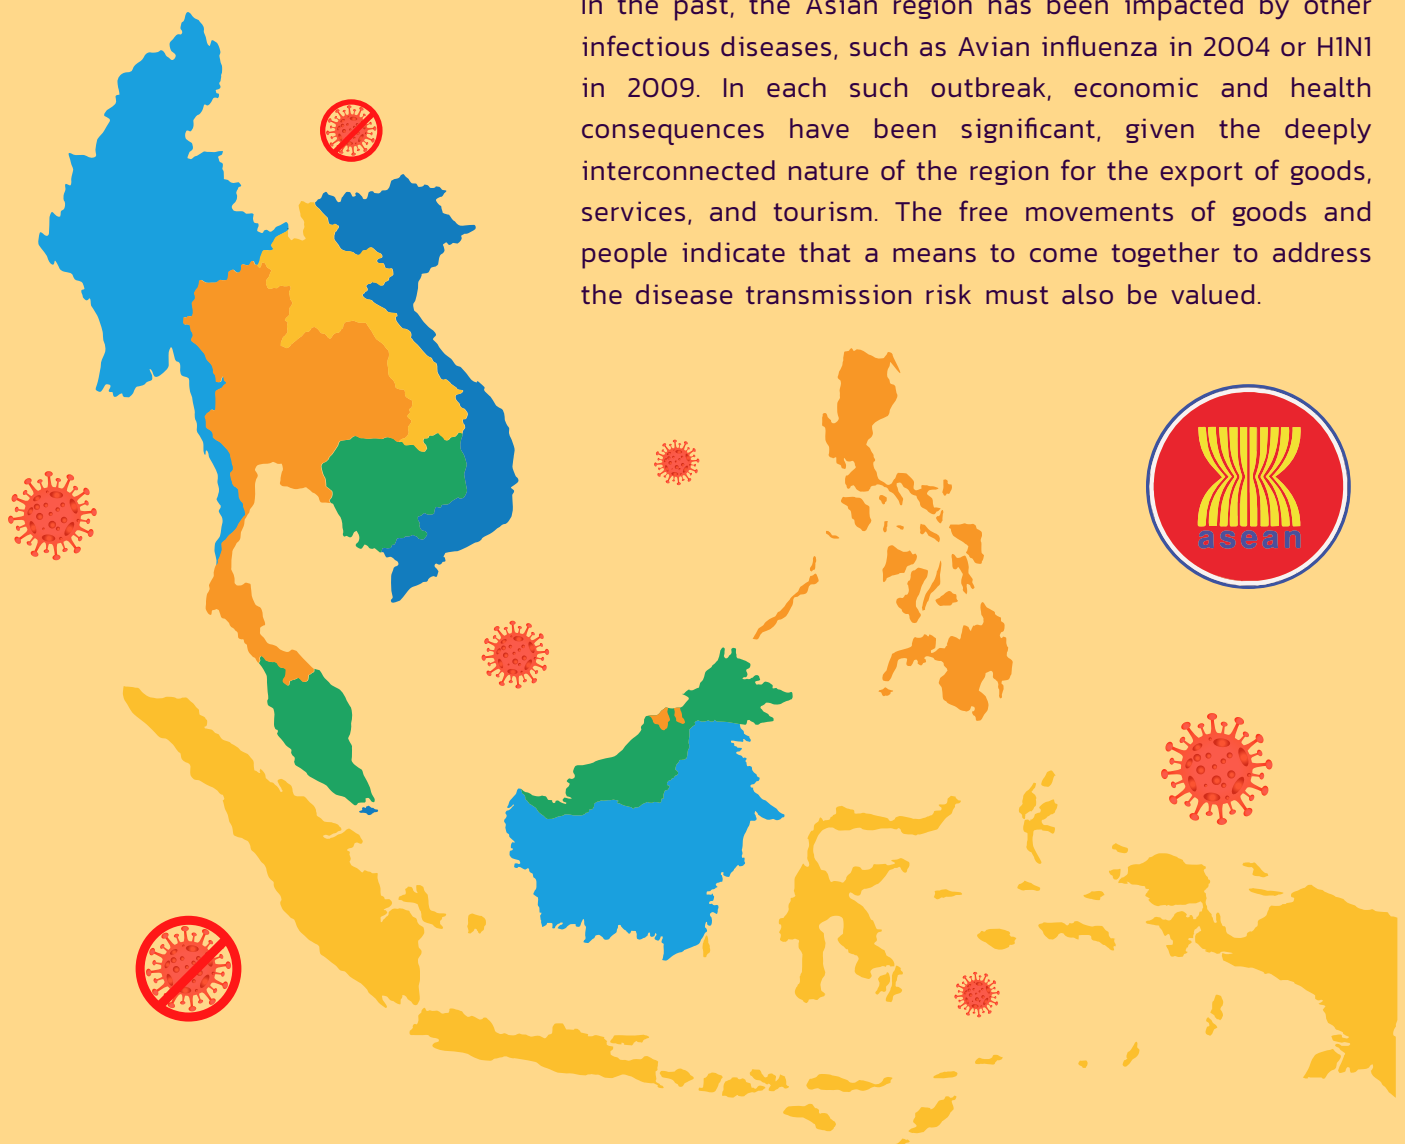 In the past, the Asian region has been impacted by other
infectious diseases, such as Avian influenza in 2004 or H1N1
in 2009. In each such outbreak, economic and health
consequences have been significant, given the deeply
interconnected nature of the region for the export of goods,
services, and tourism. The free movements of goods and
people indicate that a means to come together to address
the disease transmission risk must also be valued.
asean